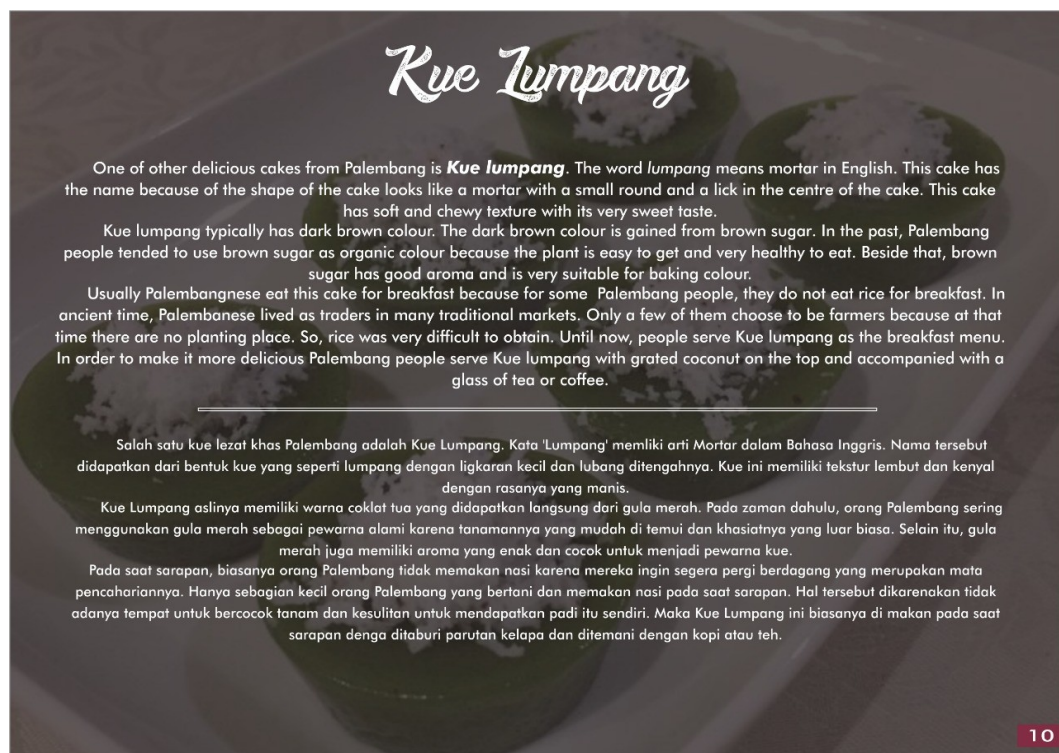 Kue Lumpang
One of other delicious cakes from Palembang is Kue lumpang. The word lumpang means mortar in English. This cake has
the name because of the shape of the cake looks like a mortar with a small round and a lick in the centre of the cake. This cake
has soft and chewy texture with its very sweet taste.
Kue lumpang typically has dark brown colour. The dark brown colour is gained from brown sugar. In the past, Palembang
people tended to use brown sugar as organic colour because the plant is easy to get and very healthy to eat. Beside that, brown
sugar has good aroma and is very suitable for baking colour.
Usually Palembangnese eat this cake for breakfast because for some Palembang people, they do not eat rice for breakfast. In
ancient time, Palembanese lived as traders in many traditional markets. Only a few of them choose to be farmers because at that
time there are no planting place. So, rice was very difficult to obtain. Until now, people serve Kue lumpang as the breakfast menu.
In order to make it more delicious Palembang people serve Kue lumpang with grated coconut on the top and accompanied with a
glass of tea or coffee.
Salah satu kue lezat khas Palembang adalah Kue Lumpang. Kata 'Lumpang' memliki arti Mortar dalam Bahasa Inggris. Nama tersebut
didapatkan dari bentuk kue yang seperti lumpang dengan ligkaran kecil dan lubang ditengahnya. Kue ini memiliki tekstur lembut dan kenyal
dengan rasanya yang manis.
Kue Lumpang aslinya memiliki warna coklat tua yang didapatkan langsung dari gula merah. Pada zaman dahulu, orang Palembang sering
menggunakan gula merah sebagai pewarna alami karena tanamannya yang mudah di temui dan khasiatnya yang luar biasa. Selain itu, gula
merah juga memiliki aroma yang enak dan cocok untuk menjadi pewarna kue.
Pada saat sarapan, biasanya orang Palembang tidak memakan nasi karena mereka ingin segera pergi berdagang yang merupakan mata
pencahariannya. Hanya sebagian kecil orang Palembang yang bertani dan memakan nasi pada saat sarapan. Hal tersebut dikarenakan tidak
adanya tempat untuk bercocok tanam dan kesulitan untuk mendapatkan padi itu sendiri. Maka Kue Lumpang ini biasanya di makan pada saat
sarapan denga ditaburi parutan kelapa dan ditemani dengan kopi atau teh.
10